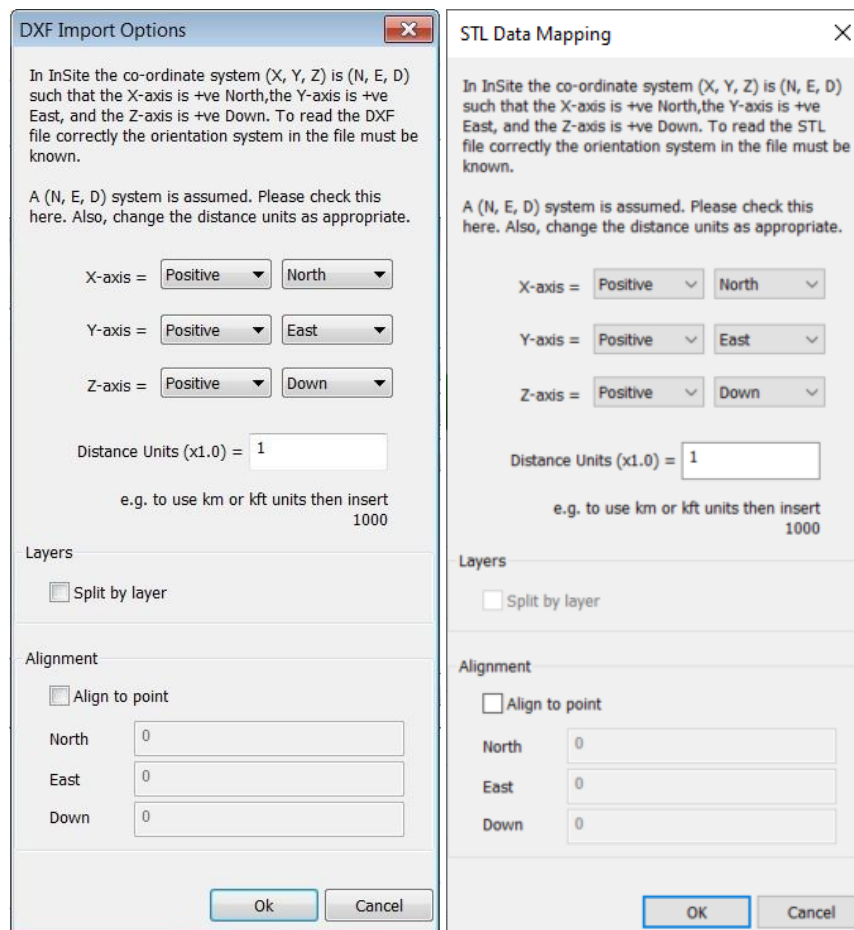 DXF Import Options
In InSite the co-ordinate system (X, Y, Z) is (N, E, D)
such that the X-axis is +ve North,the Y-axis is +ve
East, and the Z-axis is +ve Down. To read the DXF
file correctly the orientation system in the file must be
known.
A (N, E, D) system is assumed. Please check this
here. Also, change the distance units as appropriate.
X-axis = Positive North
Y-axis = Positive East
Z-axis = Positive Down
Distance Units (x1.0) = 1
e.g. to use km or kft units then insert
1000
Layers
Split by layer
Alignment
Align to point
North 0
East 0
Down 0
Ok Cancel
STL Data Mapping
In InSite the co-ordinate system (X, Y, Z) is (N, E, D)
such that the X-axis is +ve North,the Y-axis is +ve
East, and the Z-axis is +ve Down. To read the STL
file correctly the orientation system in the file must be
known.
A (N, E, D) system is assumed. Please check this
here. Also, change the distance units as appropriate.
X-axis = Positive North
Y-axis = Positive East
Z-axis = Positive Down
Distance Units (x1.0) = 1
e.g. to use km or kft units then insert
1000
Layers
Split by layer
Alignment
Align to point
North 0
East 0
Down 0
OK Cancel